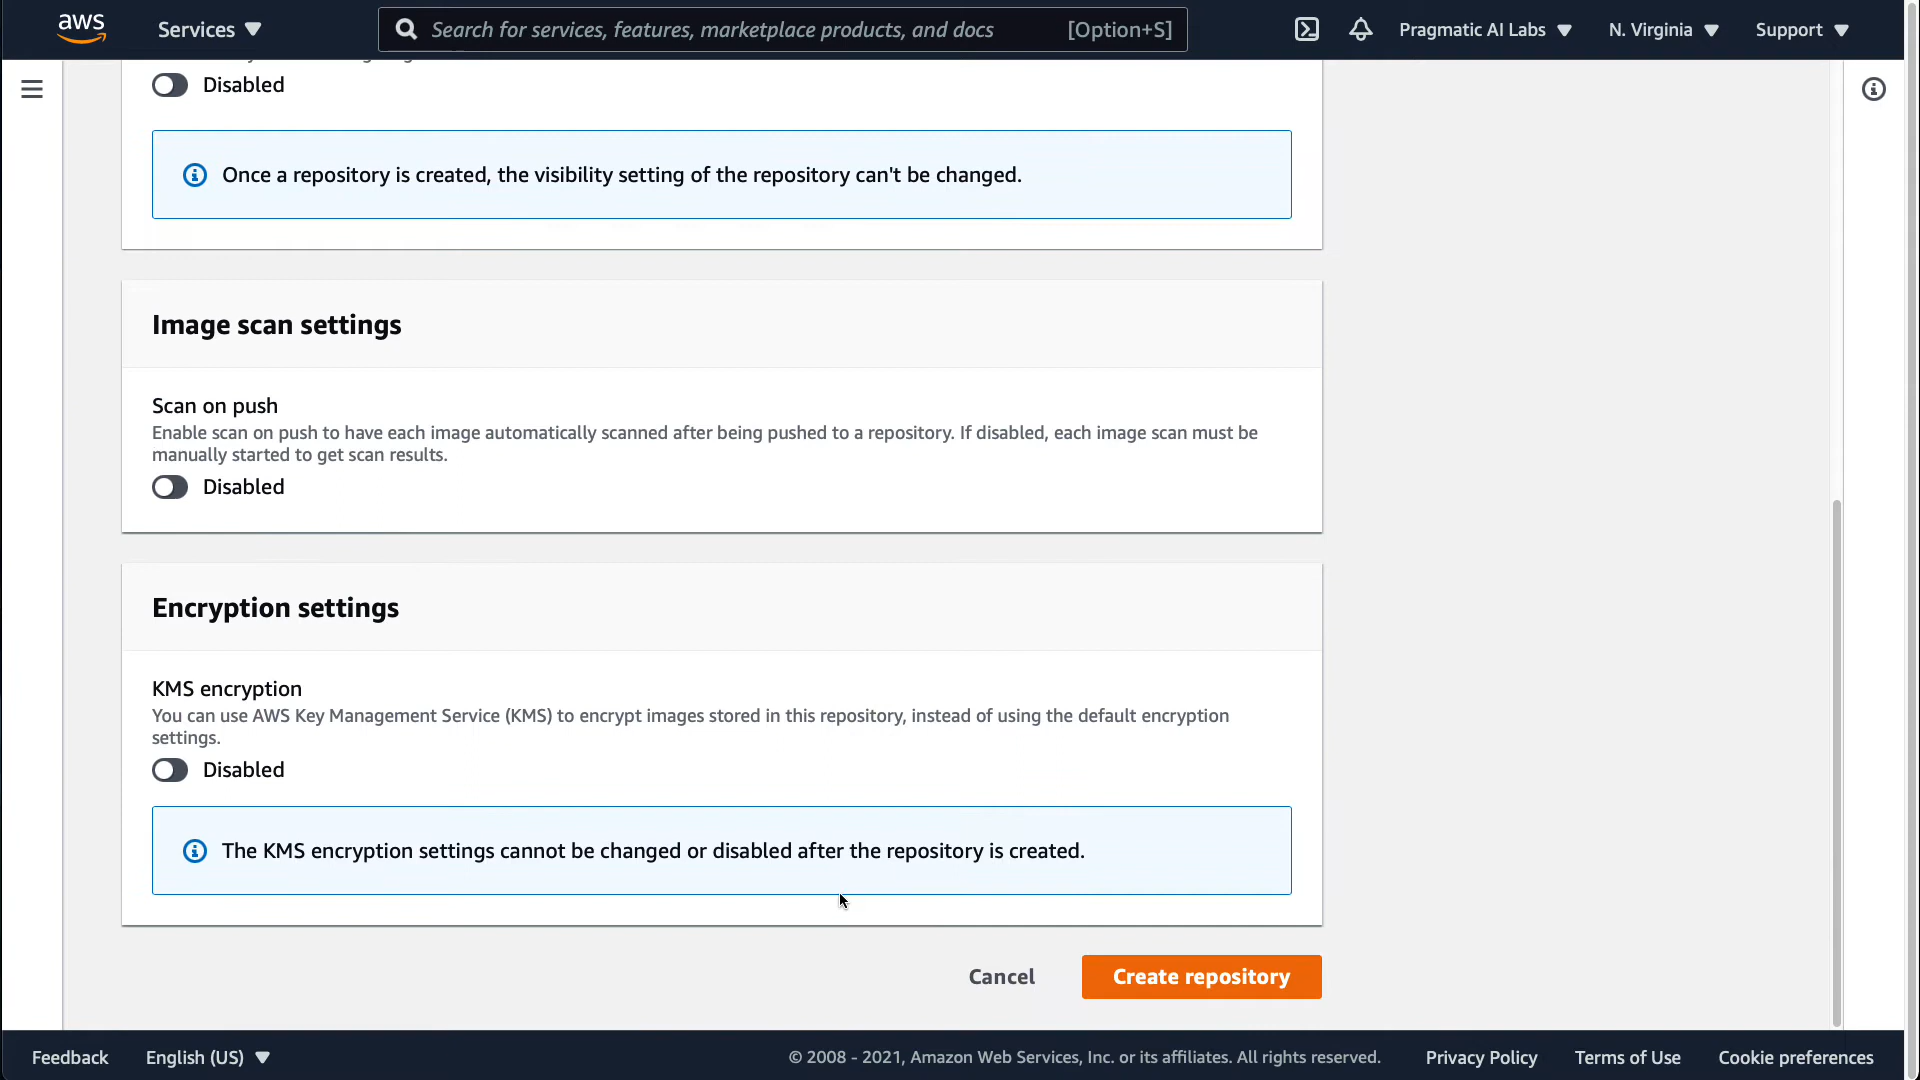 aws
Services
Search for services, features, marketplace products, and docs
[Option+S]
Pragmatic AI Labs
N. Virginia
Support
Disabled
Once a repository is created, the visibility setting of the repository can't be changed.
Image scan settings
Scan on push
Enable scan on push to have each image automatically scanned after being pushed to a repository. If disabled, each image scan must be
manually started to get scan results.
Disabled
Encryption settings
KMS encryption
You can use AWS Key Management Service (KMS) to encrypt images stored in this repository, instead of using the default encryption
settings.
Disabled
The KMS encryption settings cannot be changed or disabled after the repository is created.
Cancel
Create repository
Feedback
English (US)
© 2008 - 2021, Amazon Web Services, Inc. or its affiliates. All rights reserved.
Privacy Policy
Terms of Use
Cookie preferences